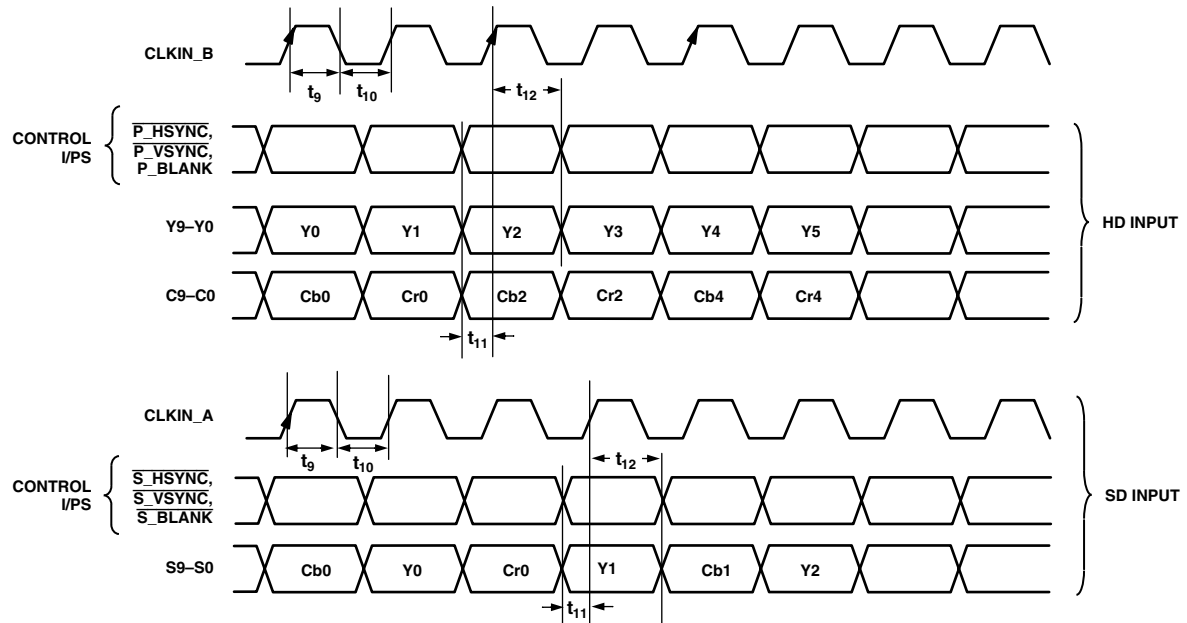 CLKIN_B
t9 t10 t12
CONTROL I/PS
P_HSYNC,
P_VSYNC,
P_BLANK
Y9–Y0 Y0 Y1 Y2 Y3 Y4 Y5
HD INPUT
C9–C0 Cb0 Cr0 Cb2 Cr2 Cb4 Cr4
t11
CLKIN_A
t9 t10 t12
CONTROL I/PS
S_HSYNC,
S_VSYNC,
S_BLANK
SD INPUT
S9–S0 Cb0 Y0 Cr0 Y1 Cb1 Y2
t11